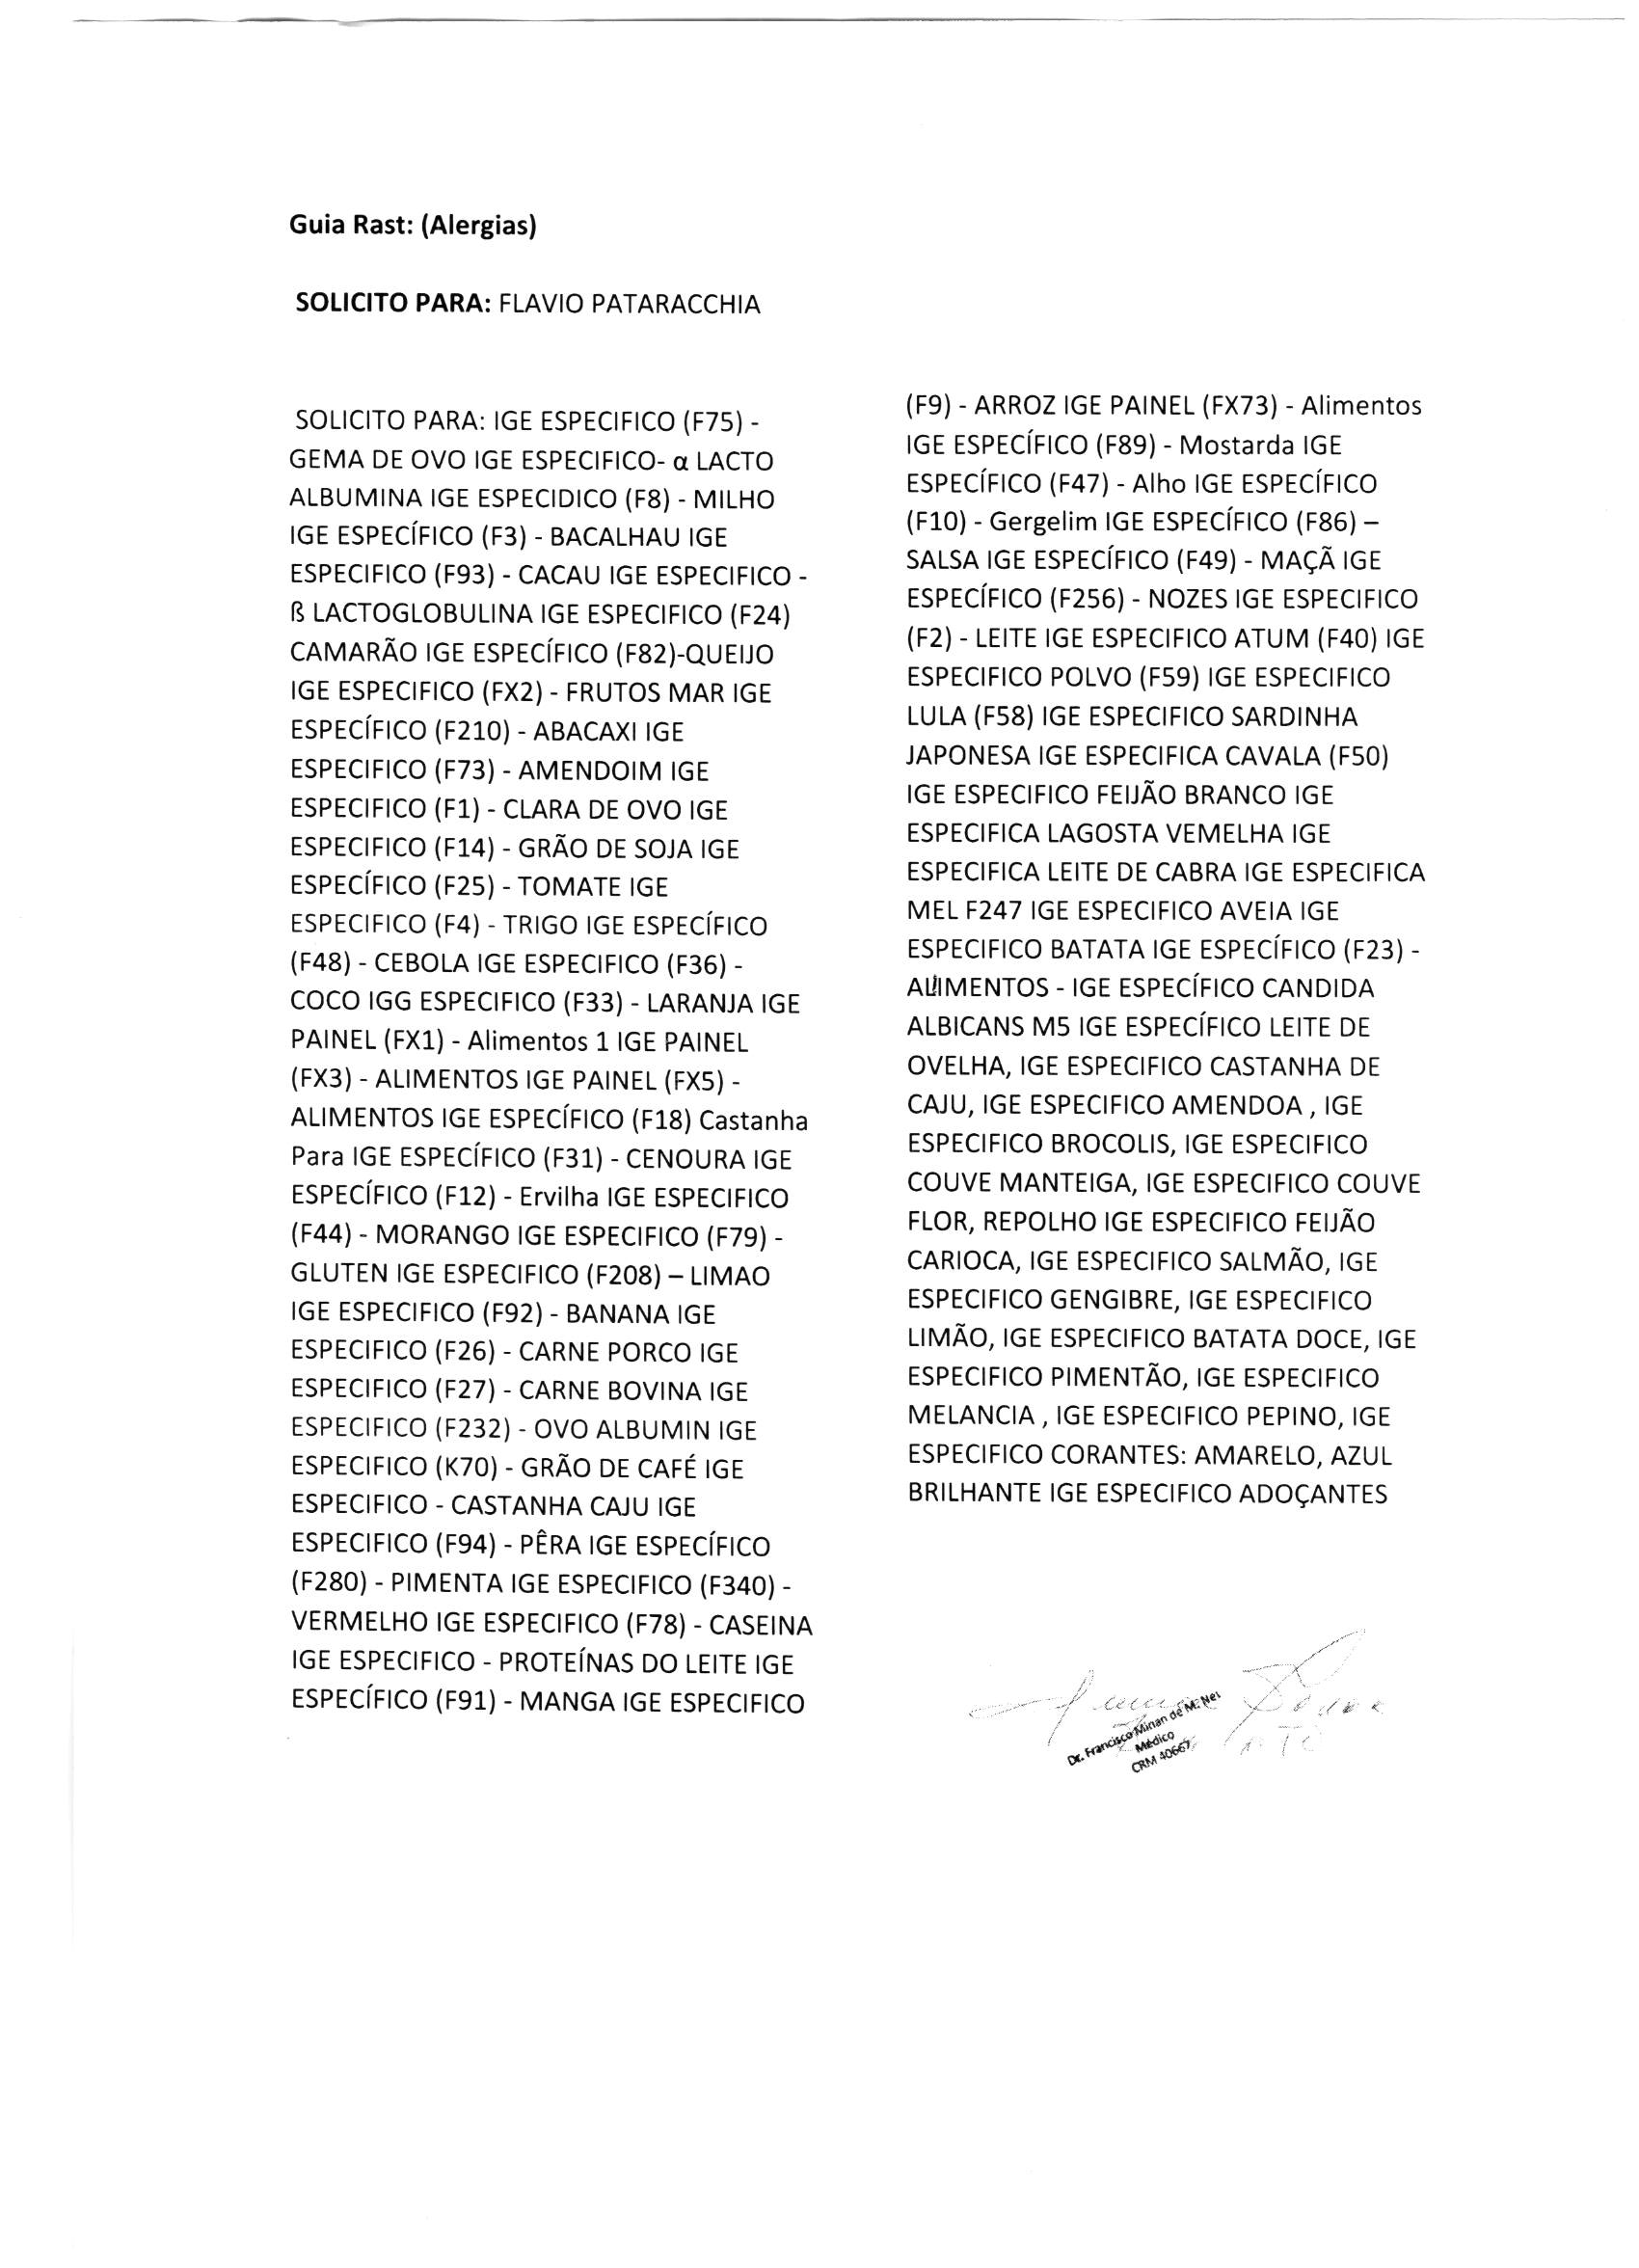 Guia Rast: (Alergias)
SOLICITO PARA: FLAVIO PATARACCHIA
SOLICITO PARA: IGE ESPECIFICO (F75) -
GEMA DE OVO IGE ESPECIFICO- α LACTO
ALBUMINA IGE ESPECIDICO (F8) - MILHO
IGE ESPECÍFICO (F3) - BACALHAU IGE
ESPECIFICO (F93) - CACAU IGE ESPECIFICO -
ß LACTOGLOBULINA IGE ESPECIFICO (F24)
CAMARÃO IGE ESPECÍFICO (F82)-QUEIJO
IGE ESPECIFICO (FX2) - FRUTOS MAR IGE
ESPECÍFICO (F210) - ABACAXI IGE
ESPECIFICO (F73) - AMENDOIM IGE
ESPECIFICO (F1) - CLARA DE OVO IGE
ESPECIFICO (F14) - GRÃO DE SOJA IGE
ESPECÍFICO (F25) - TOMATE IGE
ESPECIFICO (F4) - TRIGO IGE ESPECÍFICO
(F48) - CEBOLA IGE ESPECIFICO (F36) -
COCO IGG ESPECIFICO (F33) - LARANJA IGE
PAINEL (FX1) - Alimentos 1 IGE PAINEL
(FX3) - ALIMENTOS IGE PAINEL (FX5) -
ALIMENTOS IGE ESPECÍFICO (F18) Castanha
Para IGE ESPECÍFICO (F31) - CENOURA IGE
ESPECÍFICO (F12) - Ervilha IGE ESPECIFICO
(F44) - MORANGO IGE ESPECIFICO (F79) -
GLUTEN IGE ESPECIFICO (F208) – LIMAO
IGE ESPECIFICO (F92) - BANANA IGE
ESPECIFICO (F26) - CARNE PORCO IGE
ESPECIFICO (F27) - CARNE BOVINA IGE
ESPECIFICO (F232) - OVO ALBUMIN IGE
ESPECIFICO (K70) - GRÃO DE CAFÉ IGE
ESPECIFICO - CASTANHA CAJU IGE
ESPECIFICO (F94) - PÊRA IGE ESPECÍFICO
(F280) - PIMENTA IGE ESPECIFICO (F340) -
VERMELHO IGE ESPECIFICO (F78) - CASEINA
IGE ESPECIFICO - PROTEÍNAS DO LEITE IGE
ESPECÍFICO (F91) - MANGA IGE ESPECIFICO
(F9) - ARROZ IGE PAINEL (FX73) - Alimentos
IGE ESPECÍFICO (F89) - Mostarda IGE
ESPECÍFICO (F47) - Alho IGE ESPECÍFICO
(F10) - Gergelim IGE ESPECÍFICO (F86) –
SALSA IGE ESPECÍFICO (F49) - MAÇÃ IGE
ESPECÍFICO (F256) - NOZES IGE ESPECIFICO
(F2) - LEITE IGE ESPECIFICO ATUM (F40) IGE
ESPECIFICO POLVO (F59) IGE ESPECIFICO
LULA (F58) IGE ESPECIFICO SARDINHA
JAPONESA IGE ESPECIFICA CAVALA (F50)
IGE ESPECIFICO FEIJÃO BRANCO IGE
ESPECIFICA LAGOSTA VEMELHA IGE
ESPECIFICA LEITE DE CABRA IGE ESPECIFICA
MEL F247 IGE ESPECIFICO AVEIA IGE
ESPECIFICO BATATA IGE ESPECÍFICO (F23) -
ALIMENTOS - IGE ESPECÍFICO CANDIDA
ALBICANS M5 IGE ESPECÍFICO LEITE DE
OVELHA, IGE ESPECIFICO CASTANHA DE
CAJU, IGE ESPECIFICO AMENDOA , IGE
ESPECIFICO BROCOLIS, IGE ESPECIFICO
COUVE MANTEIGA, IGE ESPECIFICO COUVE
FLOR, REPOLHO IGE ESPECIFICO FEIJÃO
CARIOCA, IGE ESPECIFICO SALMÃO, IGE
ESPECIFICO GENGIBRE, IGE ESPECIFICO
LIMÃO, IGE ESPECIFICO BATATA DOCE, IGE
ESPECIFICO PIMENTÃO, IGE ESPECIFICO
MELANCIA , IGE ESPECIFICO PEPINO, IGE
ESPECIFICO CORANTES: AMARELO, AZUL
BRILHANTE IGE ESPECIFICO ADOÇANTES
Dr. Francisco Minan de M. Net
Médico
CRM 40667